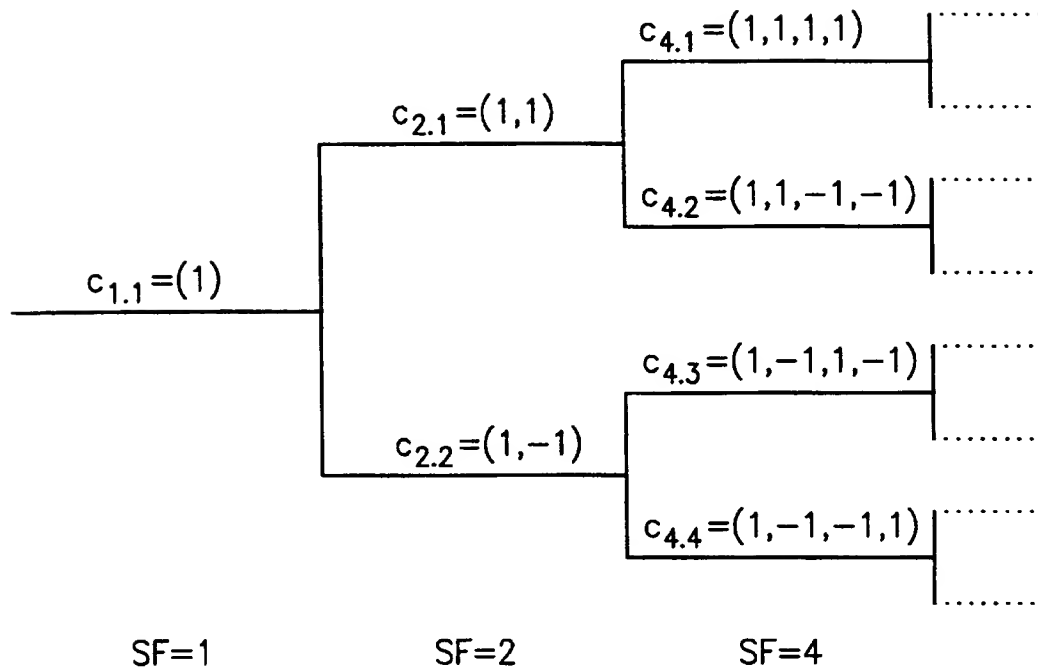 c4.1=(1,1,1,1)
c2.1=(1,1)
c4.2=(1,1,-1,-1)
c1.1=(1)
c4.3=(1,-1,1,-1)
c2.2=(1,-1)
c4.4=(1,-1,-1,1)
SF=1 SF=2 SF=4